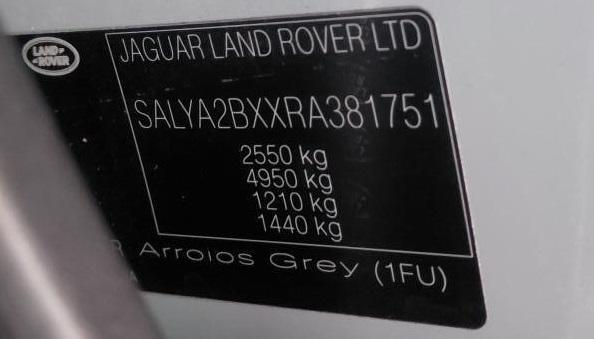 LAND ROVER
JAGUAR LAND ROVER LTD
SALYA2BXXRA381751
2550 kg
4950 kg
1210 kg
1440 kg
R Arroios Grey (1FU)
A